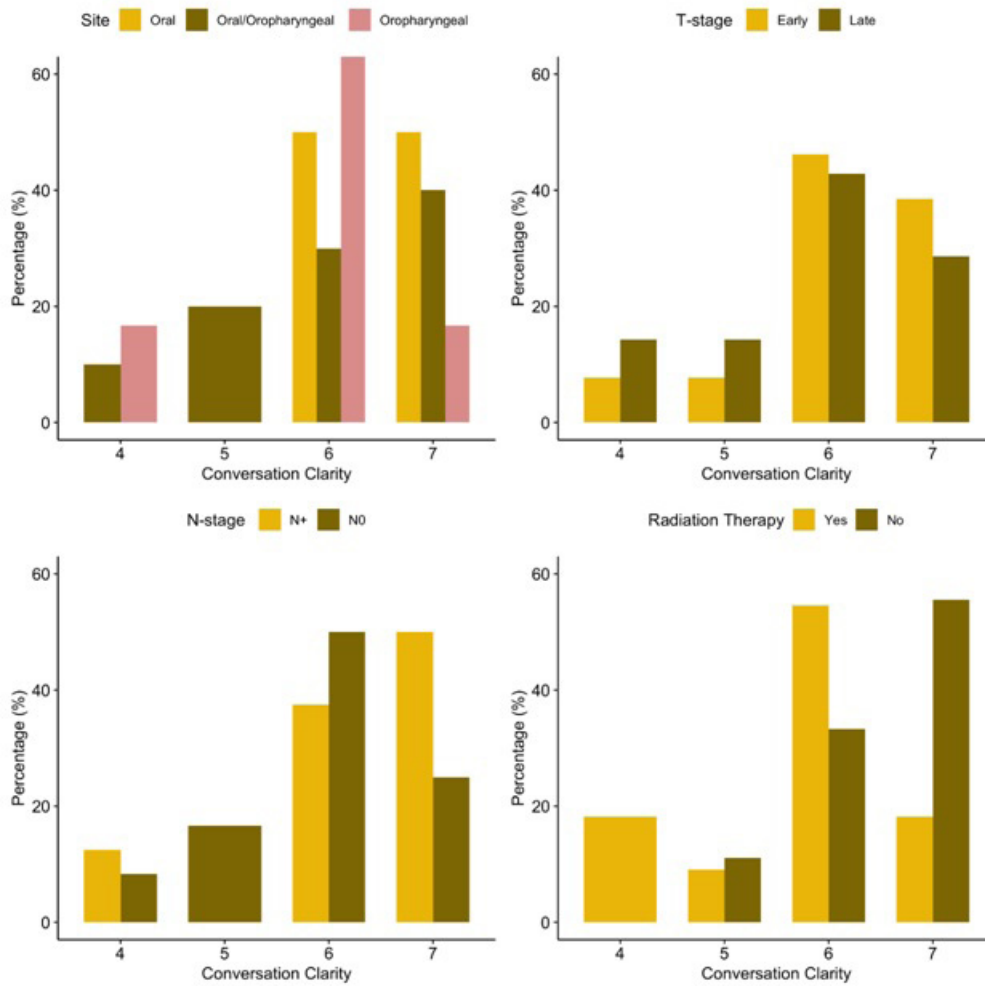 Site Oral Oral/Oropharyngeal Oropharyngeal
60
40
20
0
Percentage (%)
4 5 6 7
Conversation Clarity
T-stage Early Late
60
40
20
0
Percentage (%)
4 5 6 7
Conversation Clarity
N-stage N+ N0
60
40
20
0
Percentage (%)
4 5 6 7
Conversation Clarity
Radiation Therapy Yes No
60
40
20
0
Percentage (%)
4 5 6 7
Conversation Clarity